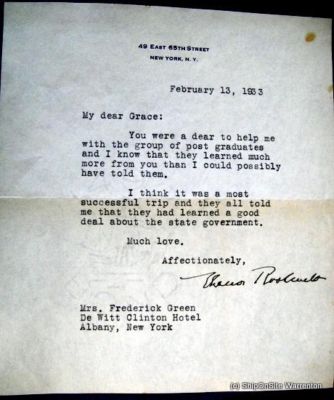 49 EAST 65TH STREET
NEW YORK, N.Y.
February 13, 1933
My dear Grace:
You were a dear to help me
with the group of post graduates
and I know that they learned much
more from you than I could possibly
have told them.
I think it was a most
successful trip and they all told
me that they had learned a good
deal about the state government.
Much love.
Affectionately,
Eleanor Roosevelt
Mrs. Frederick Green
De Witt Clinton Hotel
Albany, New York
(c) ShipOnSite Warrenton